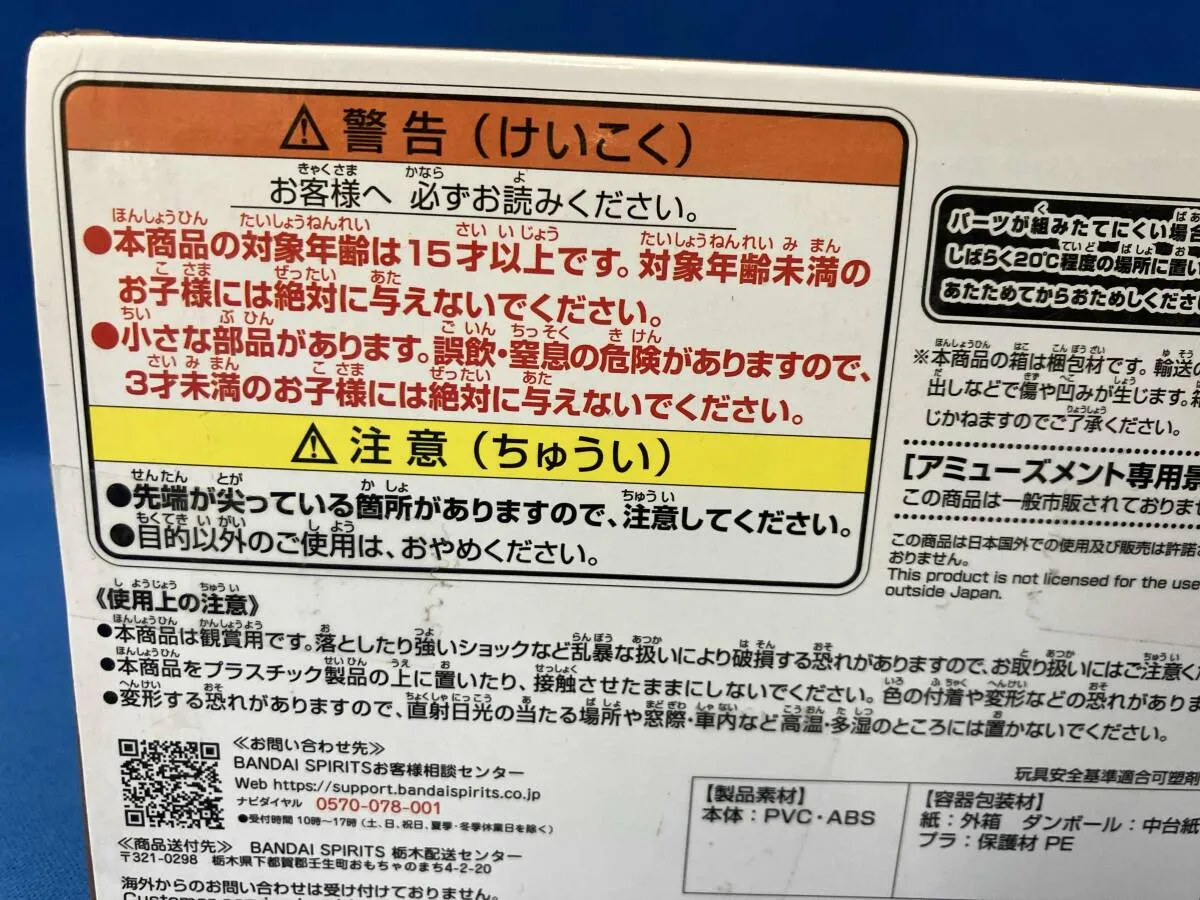 ⚠警告（けいこく）
お客様へ 必ずお読みください。
●本商品の対象年齢は15才以上です。対象年齢未満の
お子様には絶対に与えないでください。
●小さな部品があります。誤飲・窒息の危険がありますので、
3才未満のお子様には絶対に与えないでください。
⚠注意（ちゅうい）
●先端が尖っている箇所がありますので、注意してください。
●目的以外のご使用は、おやめください。
パーツが組みたてにくい場合
しばらく20℃程度の場所に置い
あたためてからおためしくださ
※本商品の箱は梱包材です。輸送の
出しなどで傷や凹みが生じます。箱
じかねますのでご了承ください。
[アミューズメント専用景
この商品は一般市販されておりませ
この商品は日本国外での使用及び販売は許諾
おりません。
This product is not licensed for the use
outside Japan.
《使用上の注意》
●本商品は観賞用です。落としたり強いショックなど乱暴な扱いにより破損する恐れがありますので、お取り扱いにはご注意く
●本商品をプラスチック製品の上に置いたり、接触させたままにしないでください。色の付着や変形などの恐れがありま
●変形する恐れがありますので、直射日光の当たる場所や窓際・車内など高温・多湿のところには置かないでください。
≪お問い合わせ先≫
BANDAI SPIRITSお客様相談センター
Web https://support.bandaispirits.co.jp
ナビダイヤル 0570-078-001
●受付時間 10時〜17時（土、日、祝日、夏季・冬季休業日を除く）
≪商品送付先≫ BANDAI SPIRITS 栃木配送センター
〒321-0298 栃木県下都賀郡壬生町おもちゃのまち4-2-20
海外からのお問い合わせは受け付けておりません。
玩具安全基準適合可塑剤
【製品素材】
本体：PVC・ABS
【容器包装材】
紙：外箱 ダンボール：中台紙
プラ：保護材 PE